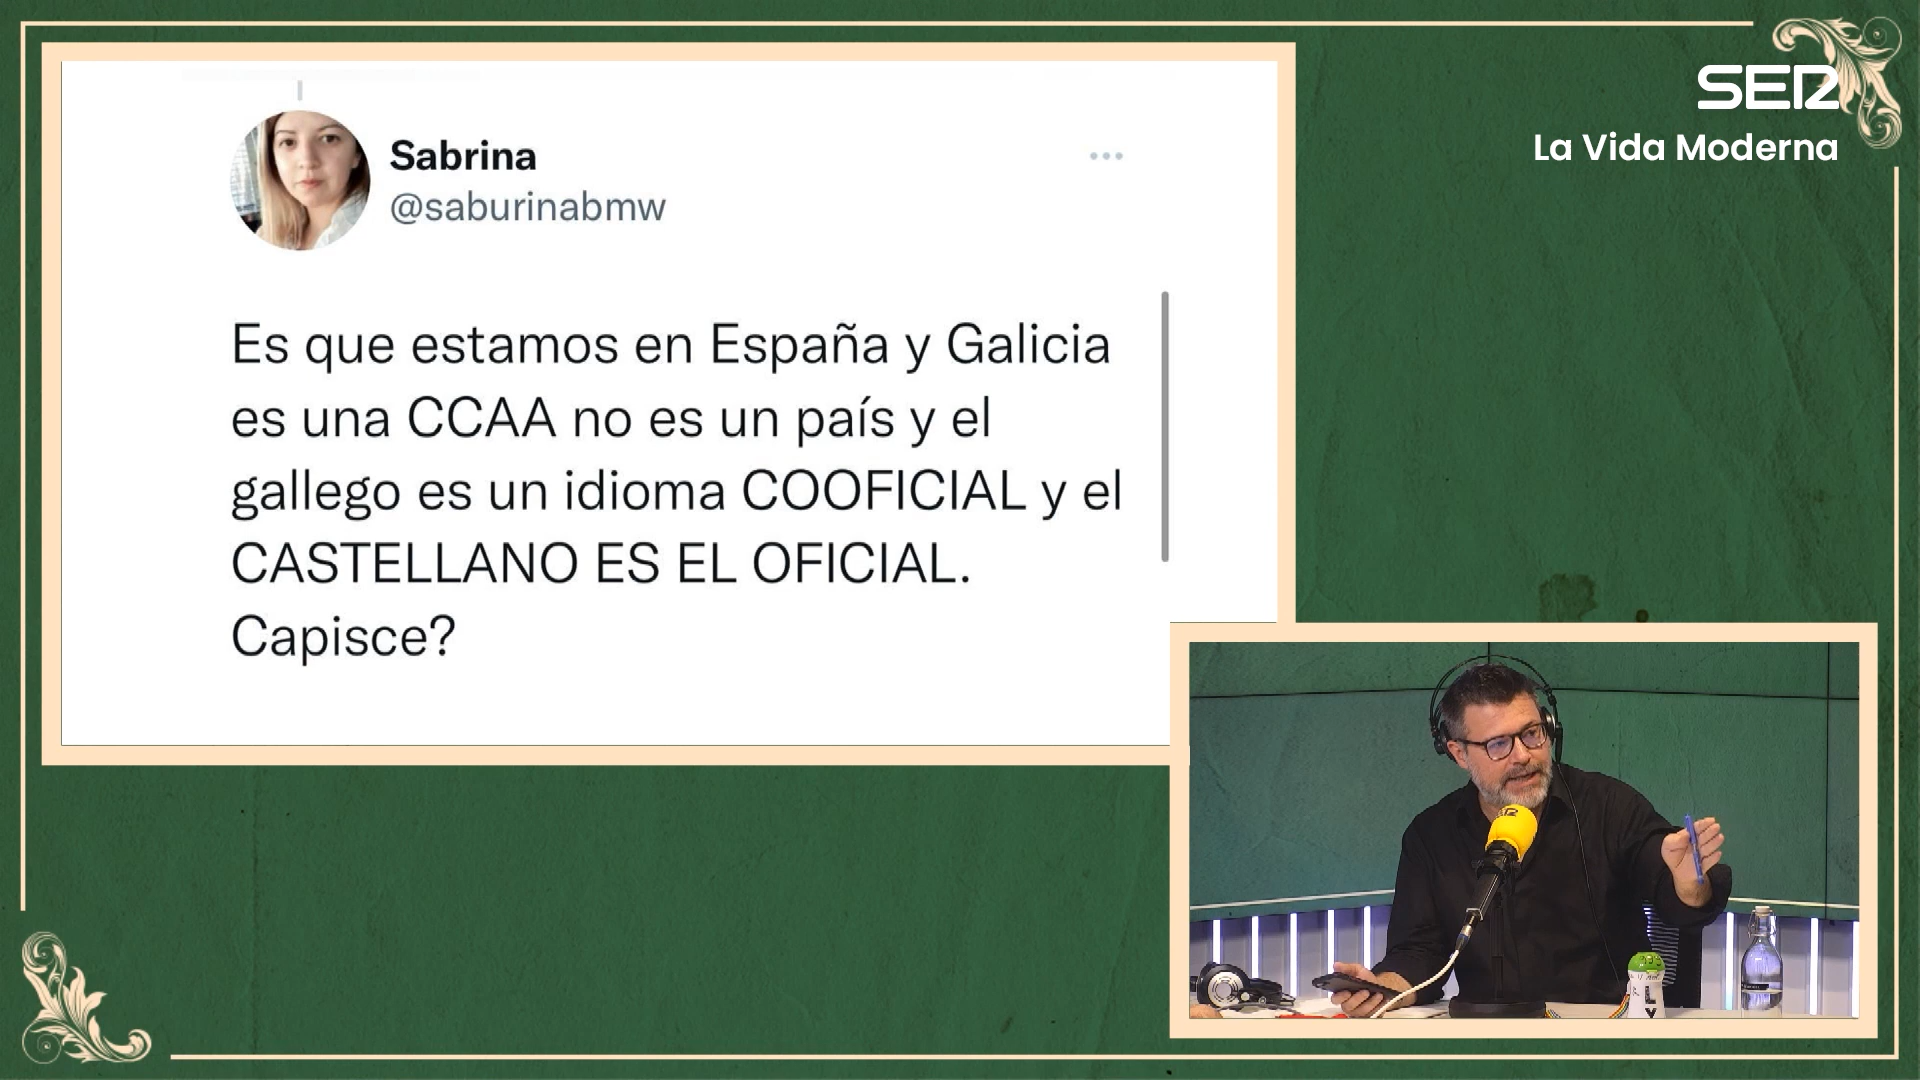 Sabrina
@saburinabmw
Es que estamos en España y Galicia
es una CCAA no es un país y el
gallego es un idioma COOFICIAL y el
CASTELLANO ES EL OFICIAL.
Capisce?
SER
La Vida Moderna